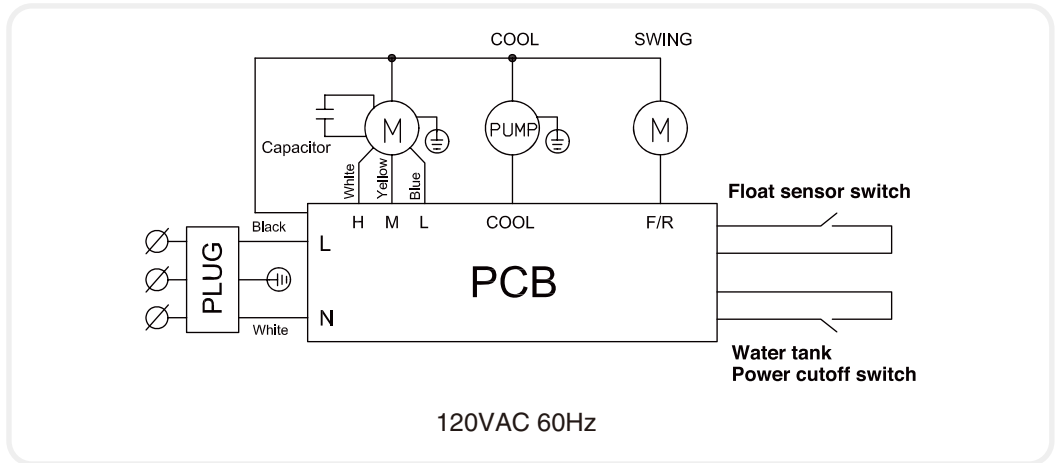 COOL
SWING
M
PUMP
M
Capacitor
White
Yellow
Blue
Float sensor switch
H
M
L
COOL
F/R
Black
L
PLUG
PCB
N
White
Water tank
Power cutoff switch
120VAC 60Hz